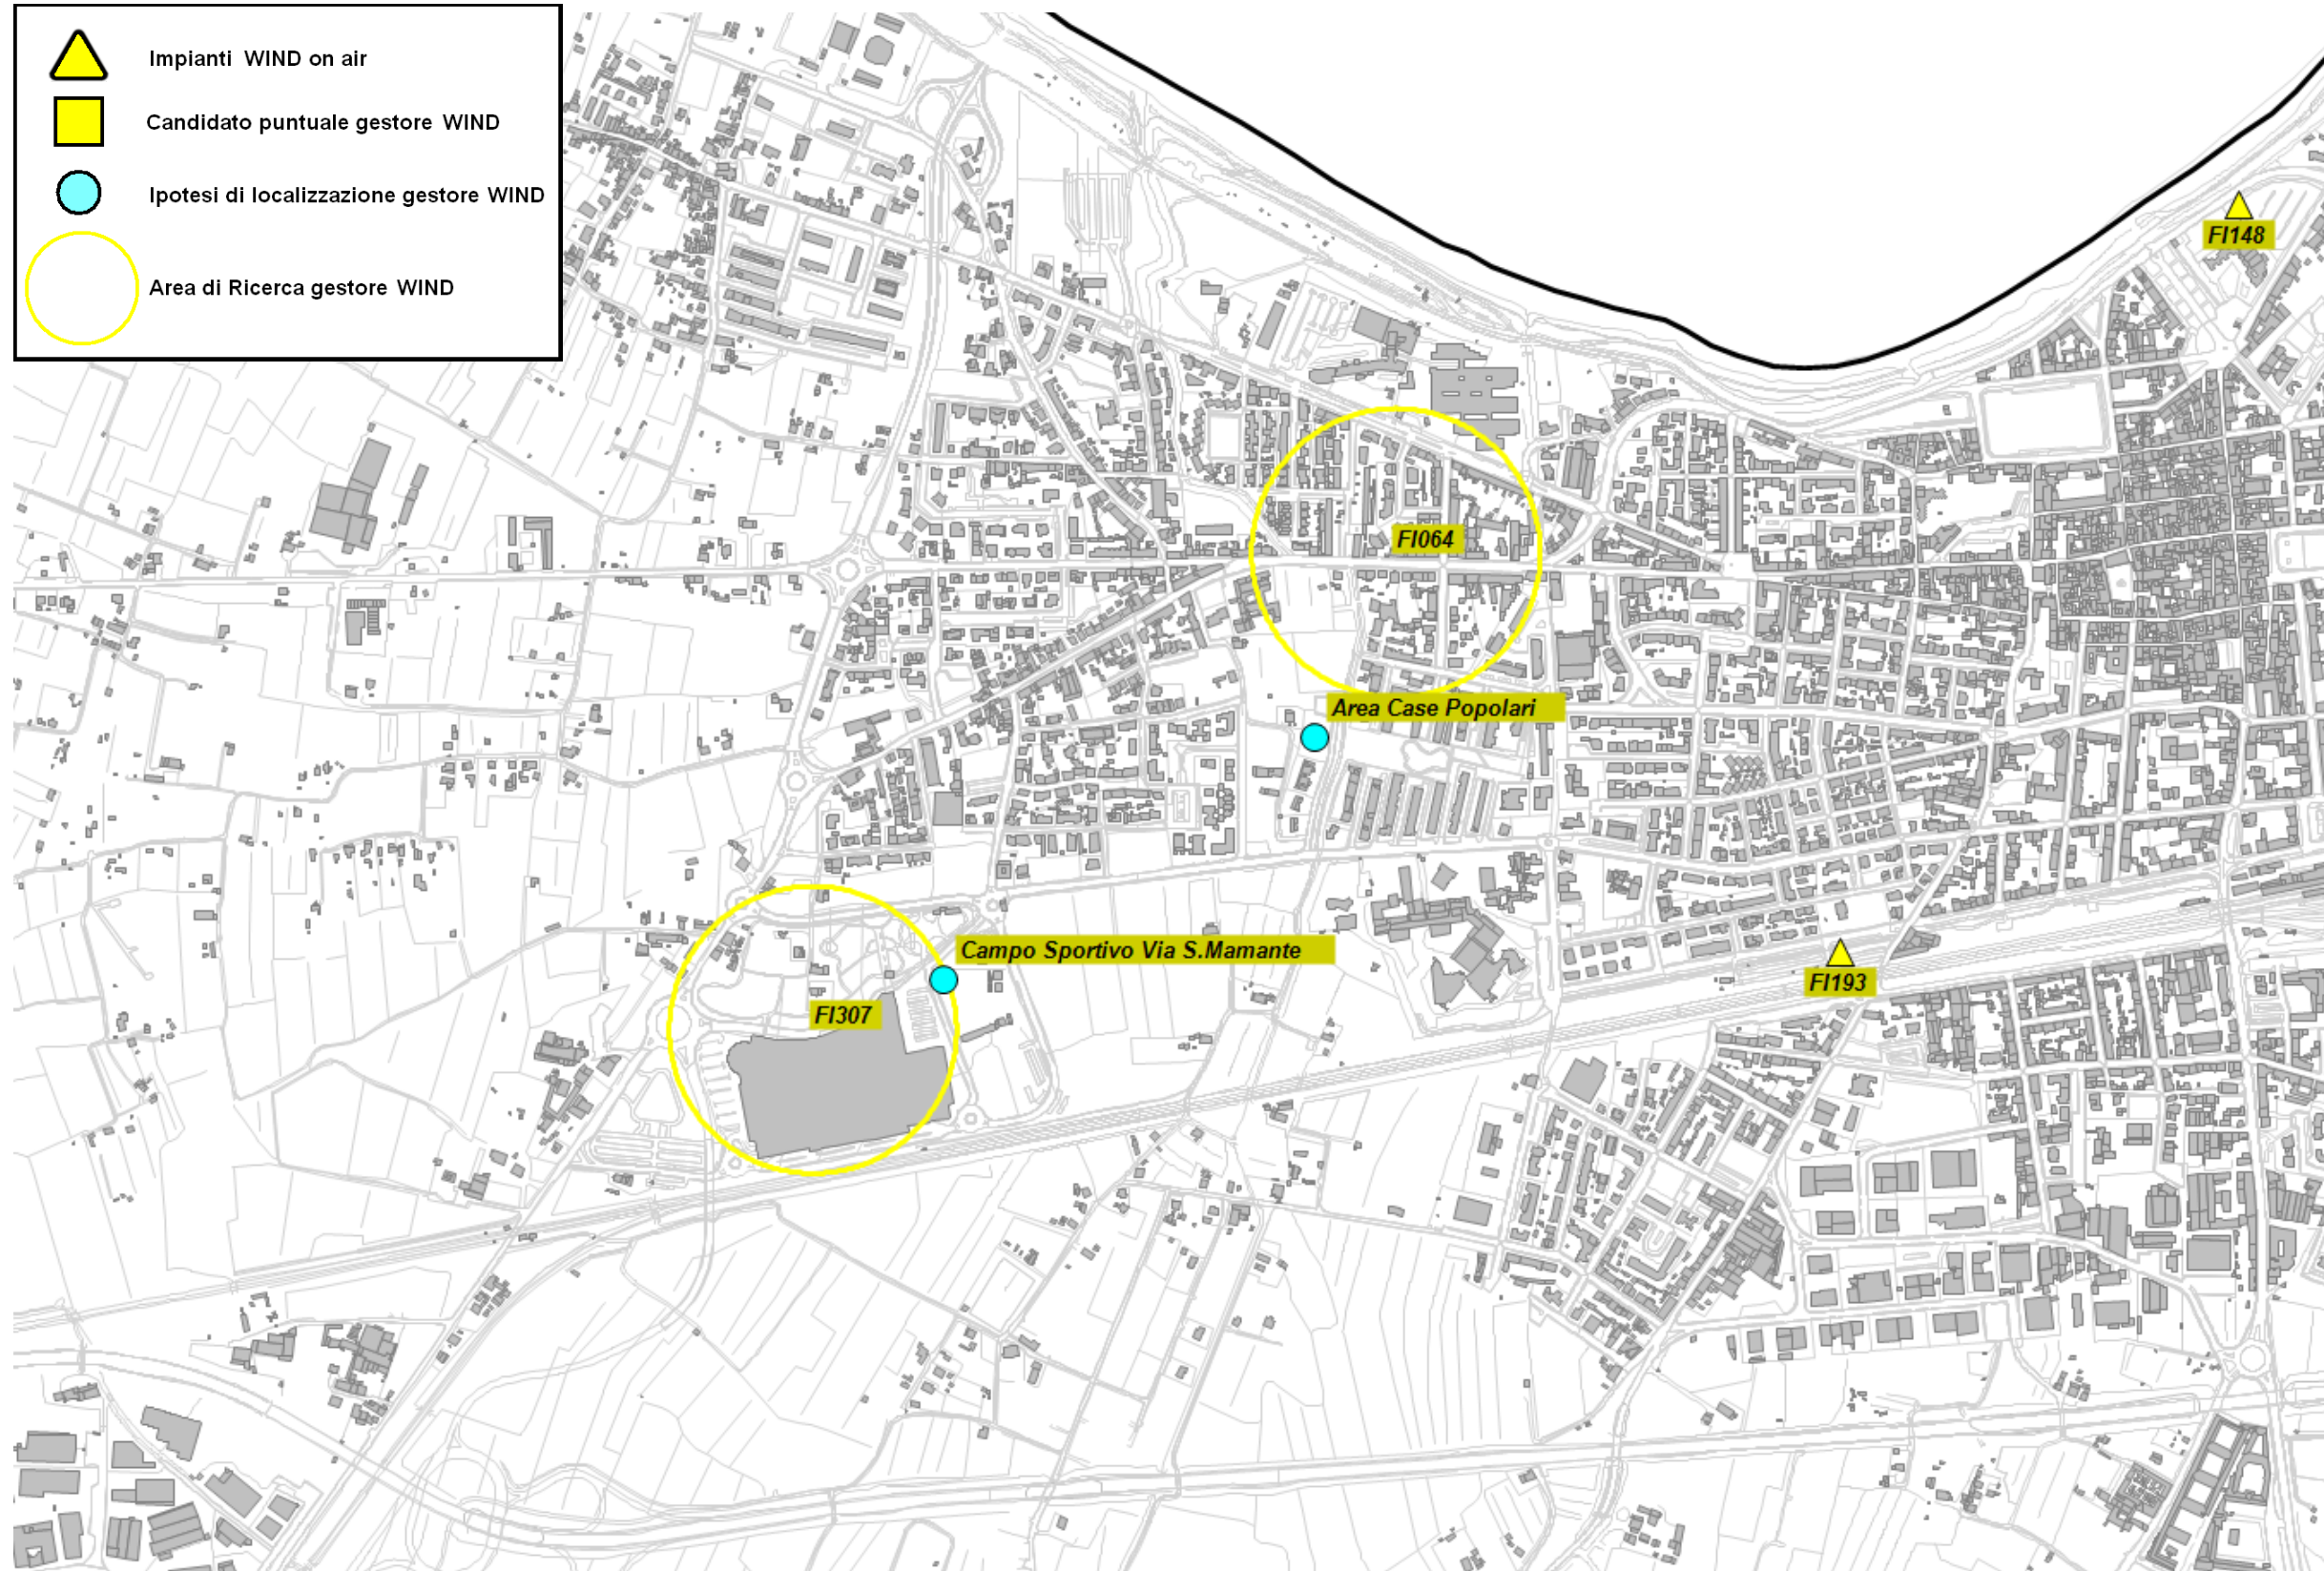 Impianti WIND on air
Candidato puntuale gestore WIND
Ipotesi di localizzazione gestore WIND
Area di Ricerca gestore WIND
FI148
FI064
Area Case Popolari
Campo Sportivo Via S.Mamante
FI193
FI307